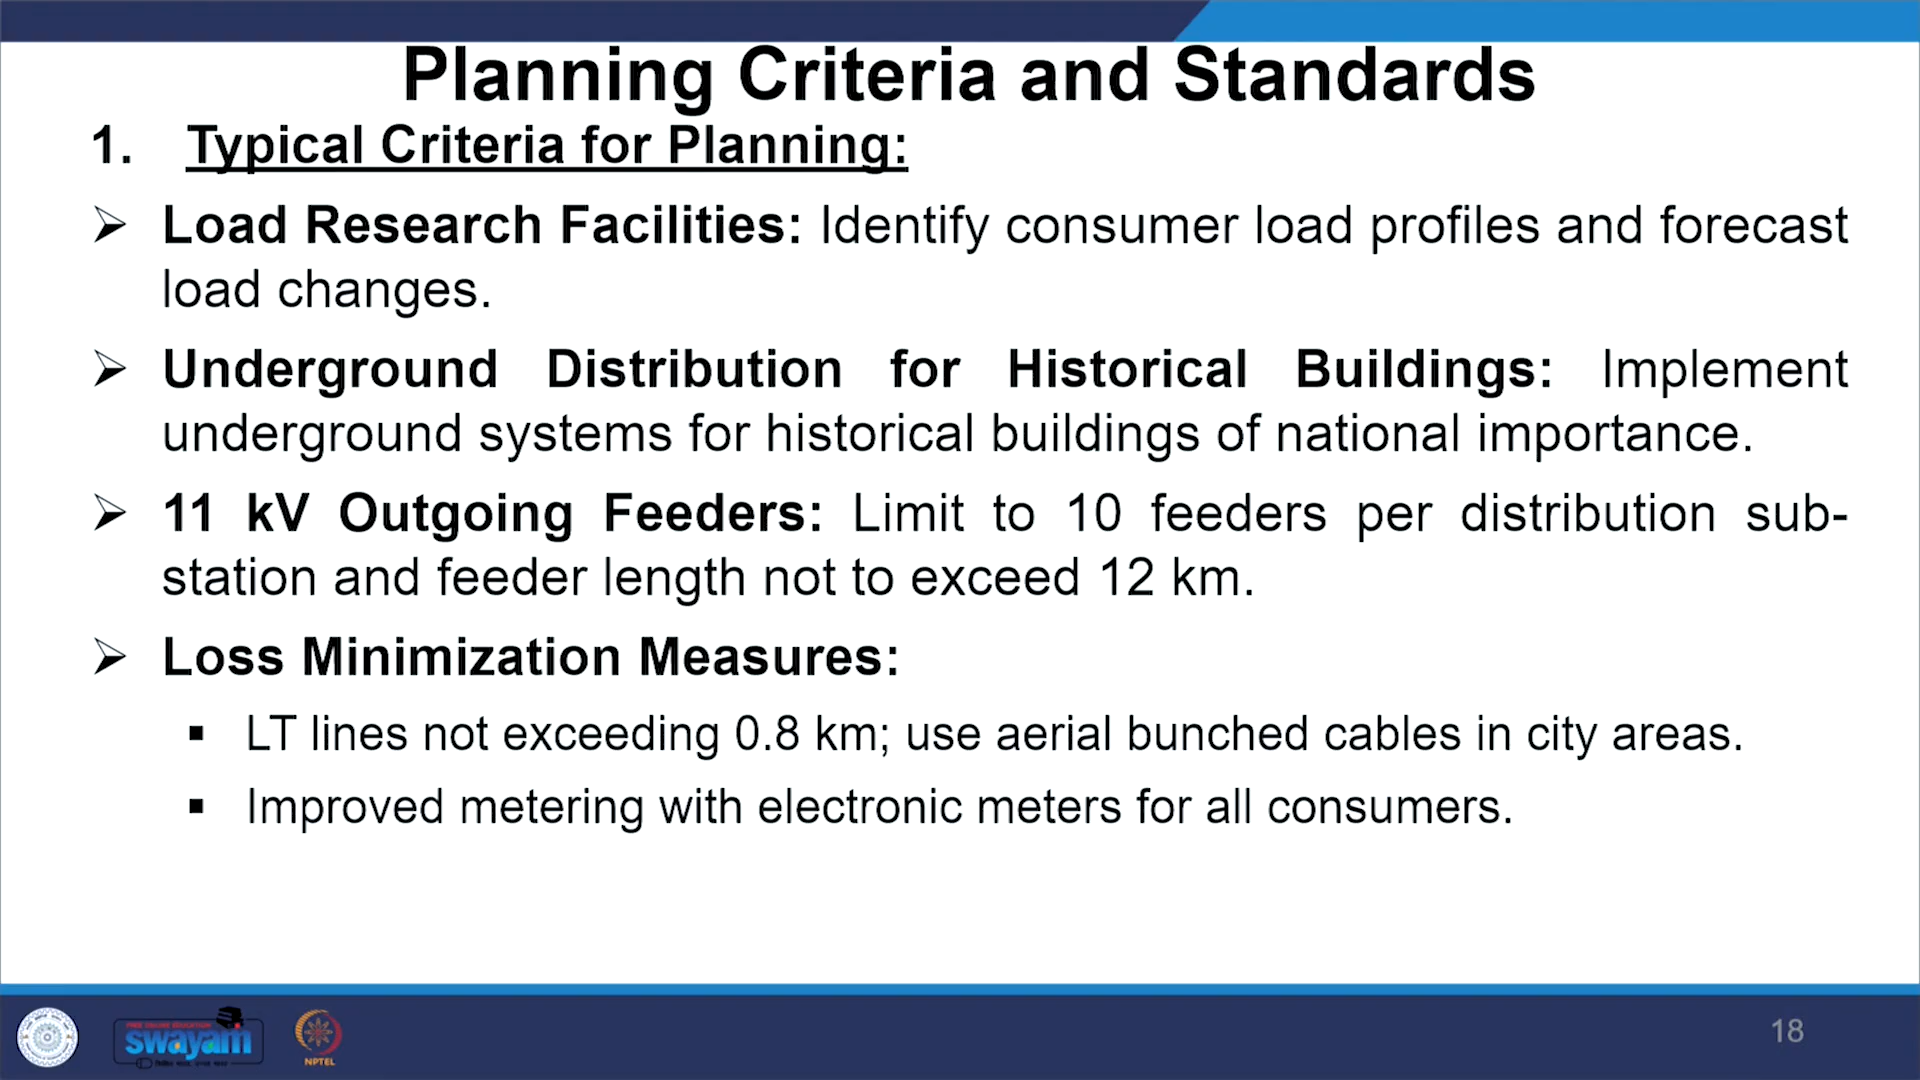 Planning Criteria and Standards
1. Typical Criteria for Planning:
➢ Load Research Facilities: Identify consumer load profiles and forecast
load changes.
➢ Underground Distribution for Historical Buildings: Implement
underground systems for historical buildings of national importance.
➢ 11 kV Outgoing Feeders: Limit to 10 feeders per distribution sub-
station and feeder length not to exceed 12 km.
➢ Loss Minimization Measures:
▪ LT lines not exceeding 0.8 km; use aerial bunched cables in city areas.
▪ Improved metering with electronic meters for all consumers.
FREE ONLINE EDUCATION
swayam
NPTEL
18